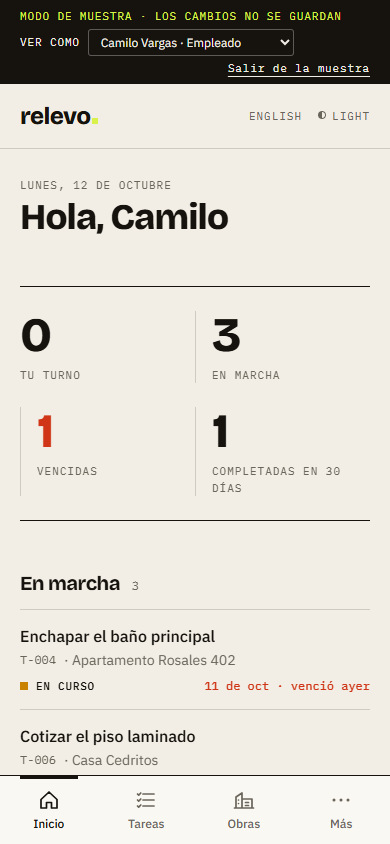 MODO DE MUESTRA · LOS CAMBIOS NO SE GUARDAN
VER COMO Camilo Vargas · Empleado
Salir de la muestra
relevo.
ENGLISH LIGHT
LUNES, 12 DE OCTUBRE
Hola, Camilo
0
TU TURNO
3
EN MARCHA
1
VENCIDAS
1
COMPLETADAS EN 30
DÍAS
En marcha 3
Enchapar el baño principal
T-004 · Apartamento Rosales 402
EN CURSO 11 de oct · venció ayer
Cotizar el piso laminado
T-006 · Casa Cedritos
Inicio Tareas Obras Más